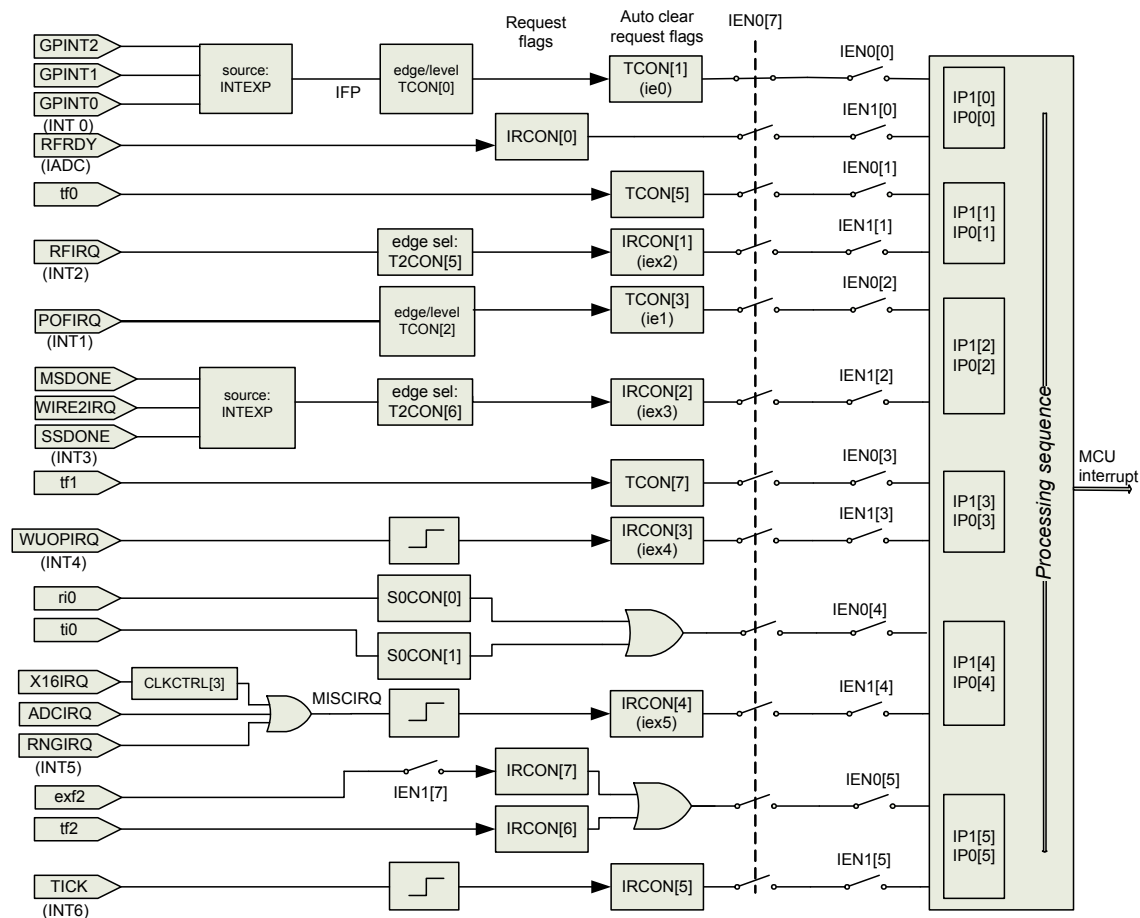 Request
flags
Auto clear
request flags
IEN0[7]
GPINT2
GPINT1
GPINT0
(INT 0)
source:
INTEXP
IFP
edge/level
TCON[0]
TCON[1]
(ie0)
IEN0[0]
IP1[0]
IP0[0]
RFRDY
(IADC)
IRCON[0]
IEN1[0]
tf0
TCON[5]
IEN0[1]
IP1[1]
IP0[1]
RFIRQ
(INT2)
edge sel:
T2CON[5]
IRCON[1]
(iex2)
IEN1[1]
POFIRQ
(INT1)
edge/level
TCON[2]
TCON[3]
(ie1)
IEN0[2]
IP1[2]
IP0[2]
MSDONE
WIRE2IRQ
SSDONE
(INT3)
source:
INTEXP
edge sel:
T2CON[6]
IRCON[2]
(iex3)
IEN1[2]
Processing sequence
MCU
interrupt
tf1
TCON[7]
IEN0[3]
IP1[3]
IP0[3]
WUOPIRQ
(INT4)
IRCON[3]
(iex4)
IEN1[3]
ri0
S0CON[0]
ti0
S0CON[1]
IEN0[4]
IP1[4]
IP0[4]
X16IRQ
CLKCTRL[3]
ADCIRQ
RNGIRQ
(INT5)
MISCIRQ
IRCON[4]
(iex5)
IEN1[4]
exf2
IEN1[7]
IRCON[7]
tf2
IRCON[6]
IEN0[5]
IP1[5]
IP0[5]
TICK
(INT6)
IRCON[5]
IEN1[5]